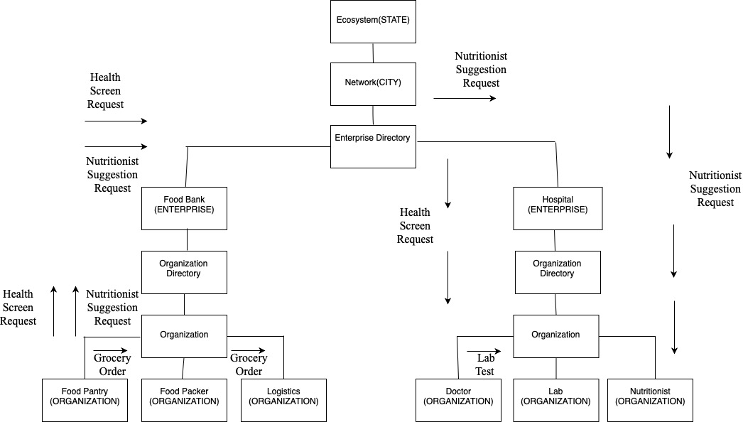 Ecosystem(STATE)
Network(CITY)
Nutritionist
Suggestion
Request
Health
Screen
Request
Enterprise Directory
Nutritionist
Suggestion
Request
Nutritionist
Suggestion
Request
Food Bank
(ENTERPRISE)
Hospital
(ENTERPRISE)
Health
Screen
Request
Organization
Directory
Organization
Directory
Health
Screen
Request
Nutritionist
Suggestion
Request
Organization
Organization
Grocery
Order
Grocery
Order
Lab
Test
Food Pantry
(ORGANIZATION)
Food Packer
(ORGANIZATION)
Logistics
(ORGANIZATION)
Doctor
(ORGANIZATION)
Lab
(ORGANIZATION)
Nutritionist
(ORGANIZATION)